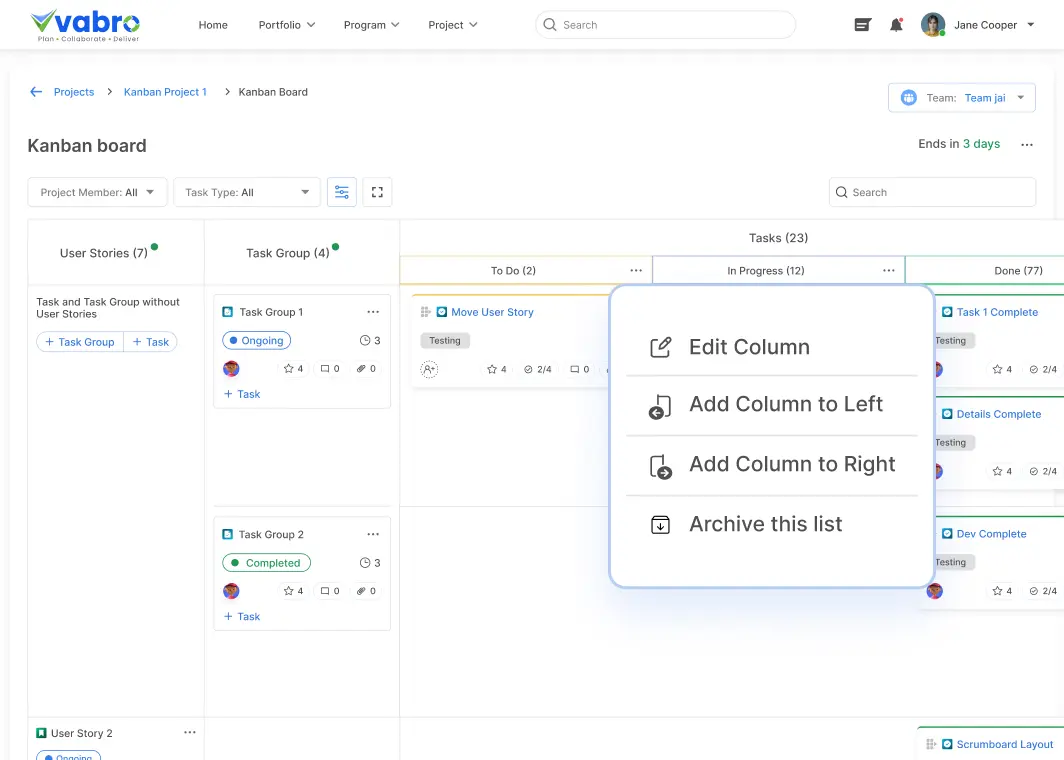 vabro
Plan • Collaborate • Deliver
Home
Portfolio
Program
Project
Search
Jane Cooper
Projects > Kanban Project 1 > Kanban Board
Team: Team jai
Kanban board
Ends in 3 days
Project Member: All
Task Type: All
Search
User Stories (7)
Task Group (4)
Tasks (23)
To Do (2)
In Progress (12)
Done (77)
Task and Task Group without
User Stories
+ Task Group
+ Task
Task Group 1
Ongoing
3
4
0
0
+ Task
Move User Story
Testing
4
2/4
0
Edit Column
Add Column to Left
Add Column to Right
Archive this list
Task 1 Complete
Testing
4
2/4
Details Complete
Testing
4
2/4
Task Group 2
Completed
3
4
0
0
+ Task
Dev Complete
Testing
4
2/4
User Story 2
Ongoing
Scrumboard Layout